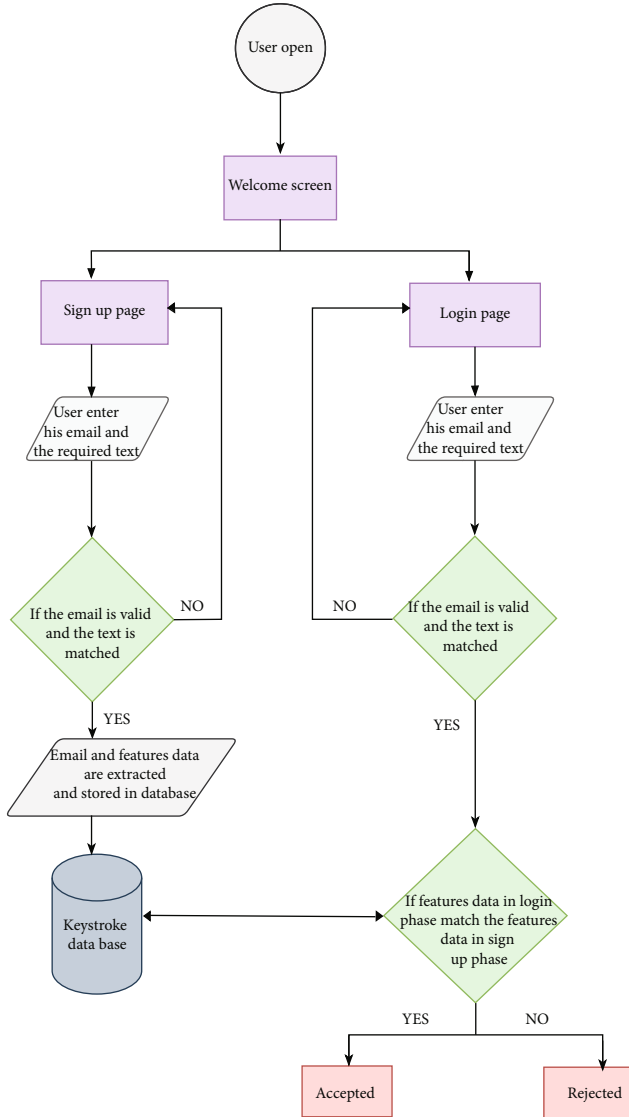 User open
Welcome screen
Sign up page
Login page
User enter
his email and
the required text
User enter
his email and
the required text
If the email is valid
and the text is
matched
NO
NO
If the email is valid
and the text is
matched
YES
YES
Email and features data
are extracted
and stored in database
Keystroke
data base
If features data in login
phase match the features
data in sign
up phase
YES
NO
Accepted
Rejected